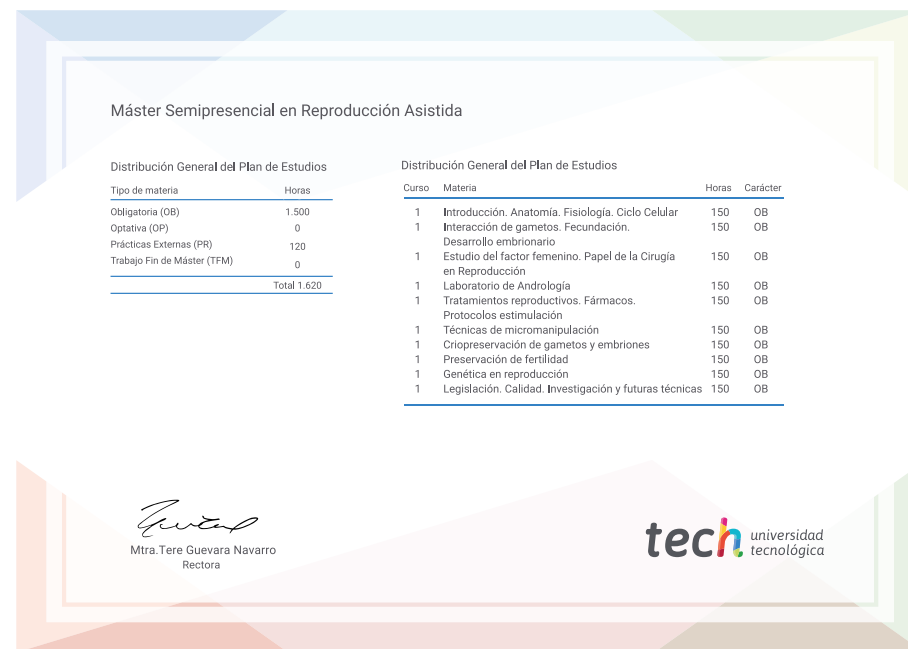 Máster Semipresencial en Reproducción Asistida
Distribución General del Plan de Estudios
Tipo de materia Horas
Obligatoria (OB) 1.500
Optativa (OP) 0
Prácticas Externas (PR) 120
Trabajo Fin de Máster (TFM) 0
Total 1.620
Distribución General del Plan de Estudios
Curso Materia Horas Carácter
1 Introducción. Anatomía. Fisiología. Ciclo Celular 150 OB
1 Interacción de gametos. Fecundación. 150 OB
Desarrollo embrionario
1 Estudio del factor femenino. Papel de la Cirugía 150 OB
en Reproducción
1 Laboratorio de Andrología 150 OB
1 Tratamientos reproductivos. Fármacos. 150 OB
Protocolos estimulación
1 Técnicas de micromanipulación 150 OB
1 Criopreservación de gametos y embriones 150 OB
1 Preservación de fertilidad 150 OB
1 Genética en reproducción 150 OB
1 Legislación. Calidad. Investigación y futuras técnicas 150 OB
Mtra.Tere Guevara Navarro
Rectora
tech universidad
tecnológica